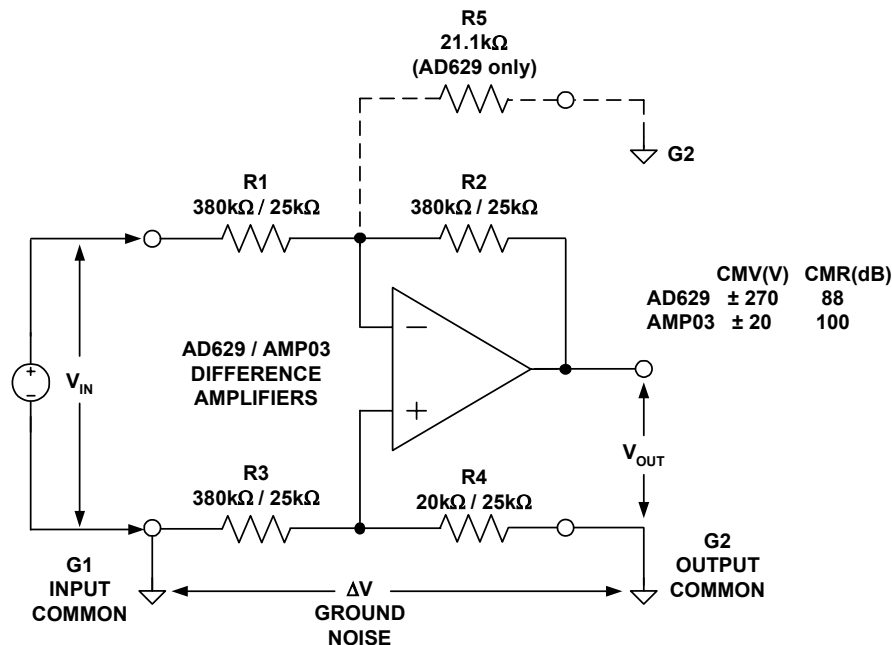 R5
21.1kΩ
(AD629 only)
G2
R1
380kΩ / 25kΩ
R2
380kΩ / 25kΩ
CMV(V) CMR(dB)
AD629 ± 270 88
AMP03 ± 20 100
AD629 / AMP03
DIFFERENCE
AMPLIFIERS
+
−
V_IN
−
+
V_OUT
R3
380kΩ / 25kΩ
R4
20kΩ / 25kΩ
G1
INPUT
COMMON
ΔV
GROUND
NOISE
G2
OUTPUT
COMMON